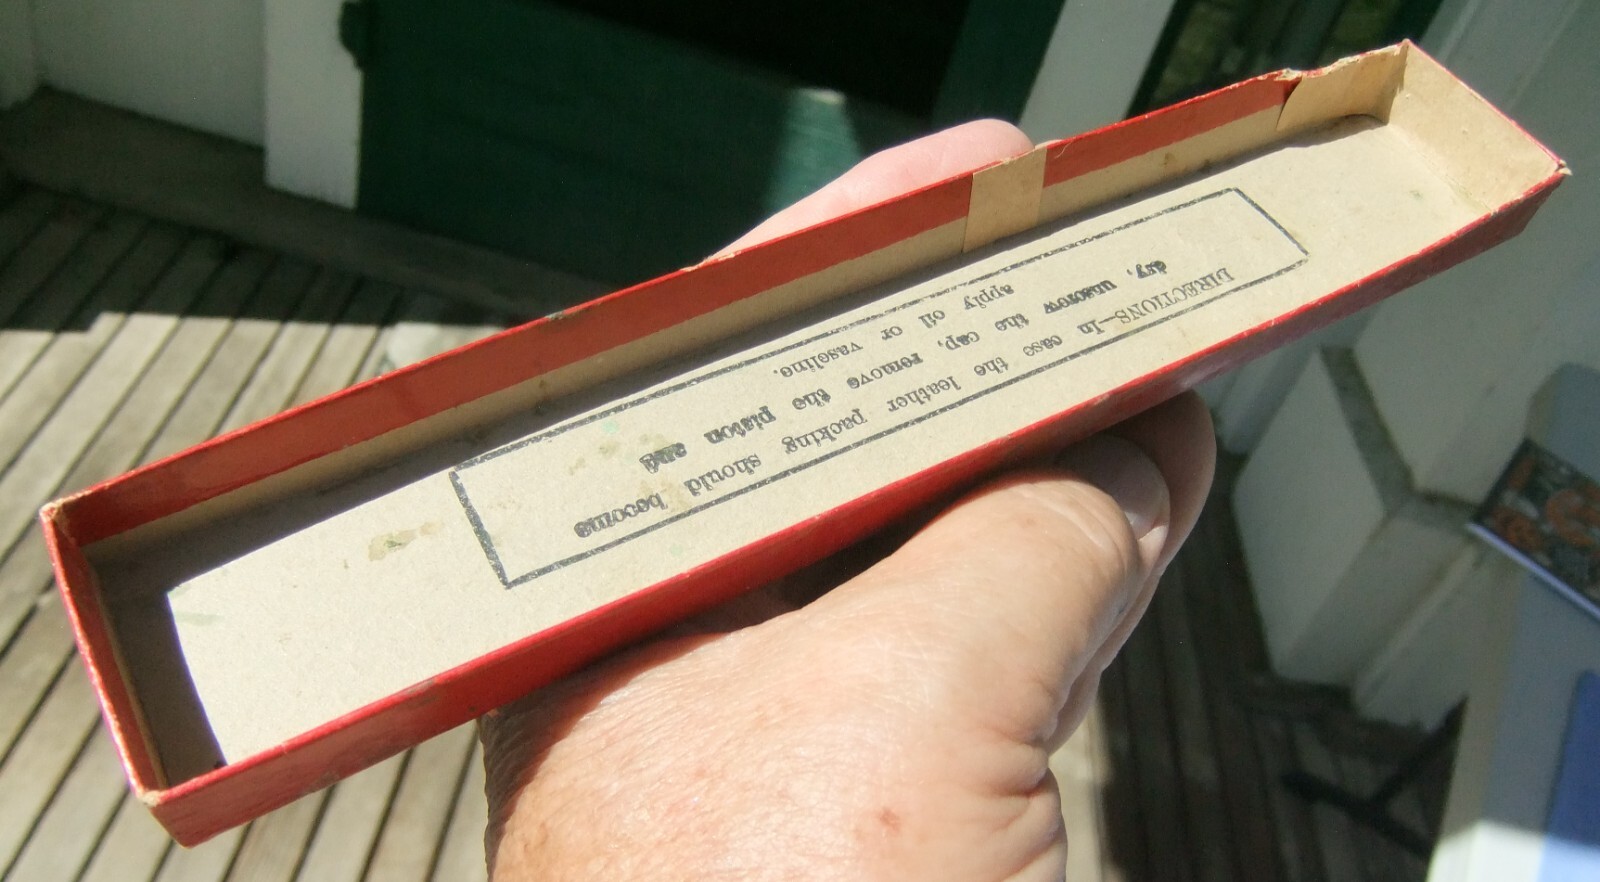 DIRECTIONS—In case the leather packing should become
dry, unscrew the cap, remove the piston and
apply oil or vaseline.